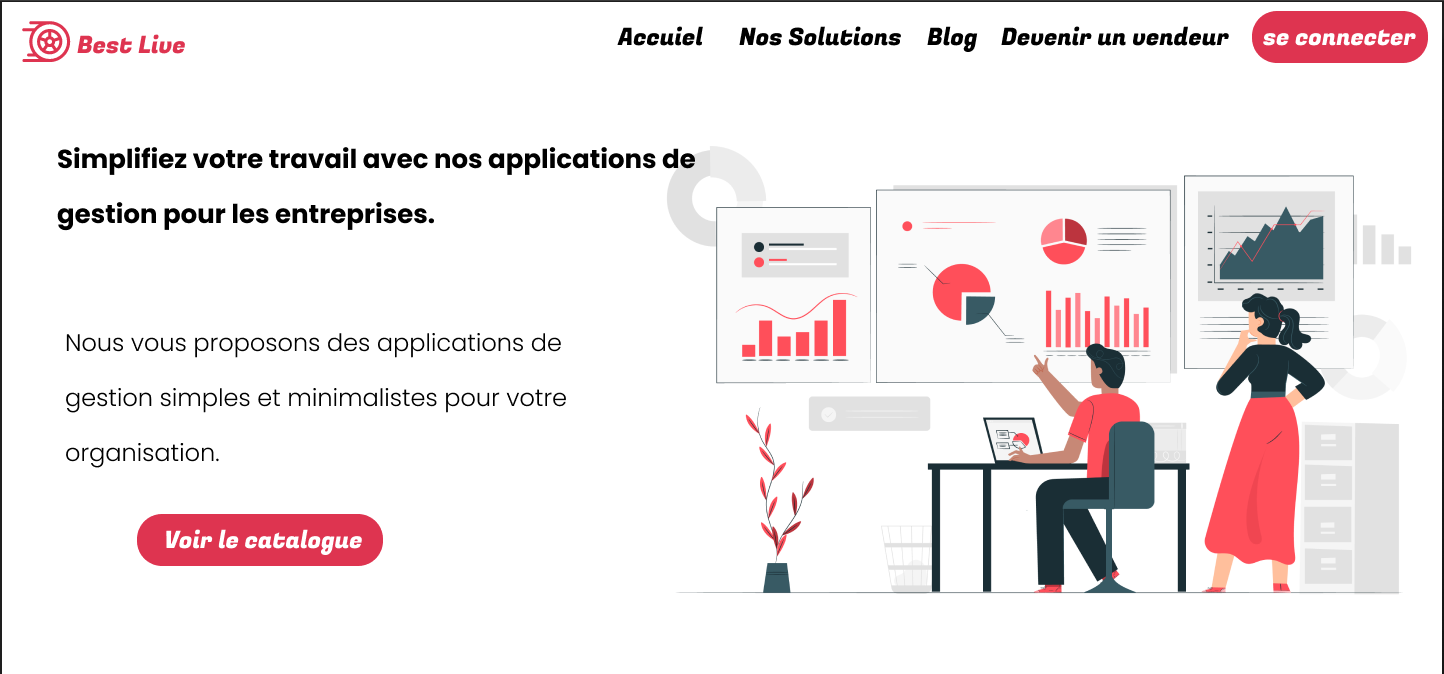 Best Live
Accuiel
Nos Solutions
Blog
Devenir un vendeur
se connecter
Simplifiez votre travail avec nos applications de
gestion pour les entreprises.
Nous vous proposons des applications de
gestion simples et minimalistes pour votre
organisation.
Voir le catalogue